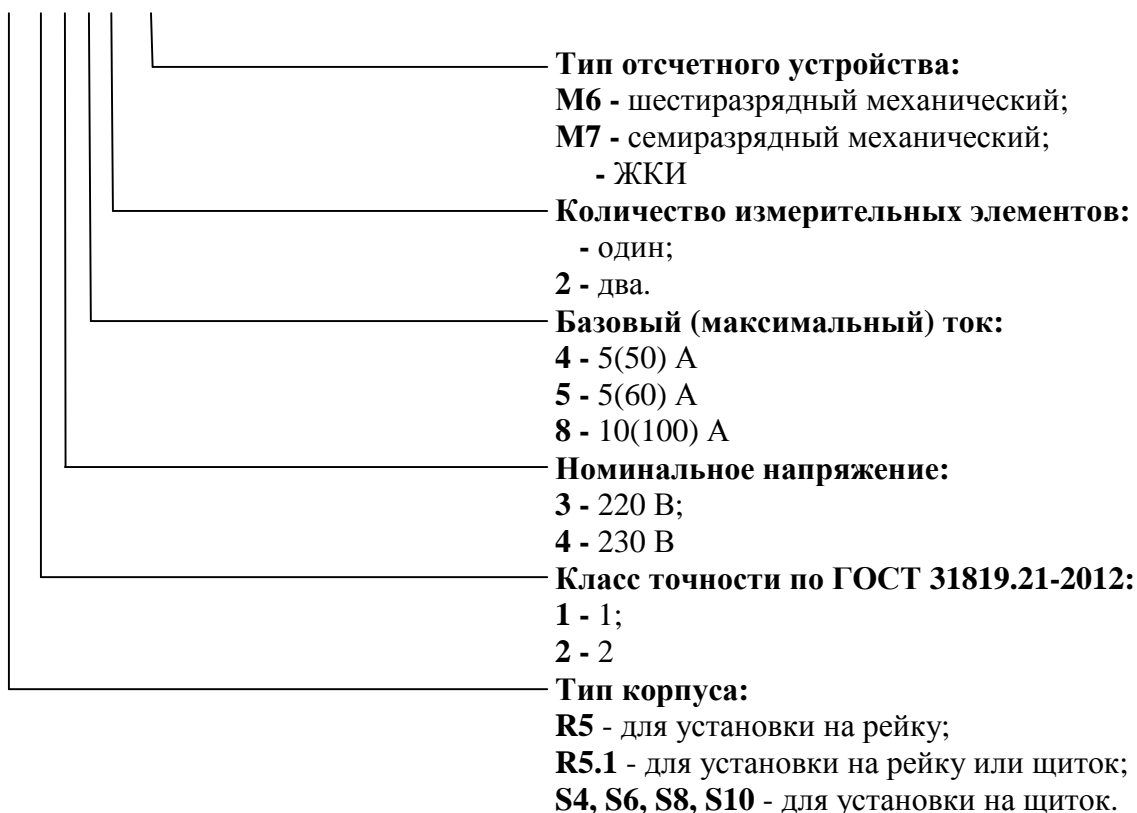 Тип отсчетного устройства:
М6 - шестиразрядный механический;
М7 - семиразрядный механический;
- ЖКИ
Количество измерительных элементов:
- один;
2 - два.
Базовый (максимальный) ток:
4 - 5(50) А
5 - 5(60) А
8 - 10(100) А
Номинальное напряжение:
3 - 220 В;
4 - 230 В
Класс точности по ГОСТ 31819.21-2012:
1 - 1;
2 - 2
Тип корпуса:
R5 - для установки на рейку;
R5.1 - для установки на рейку или щиток;
S4, S6, S8, S10 - для установки на щиток.